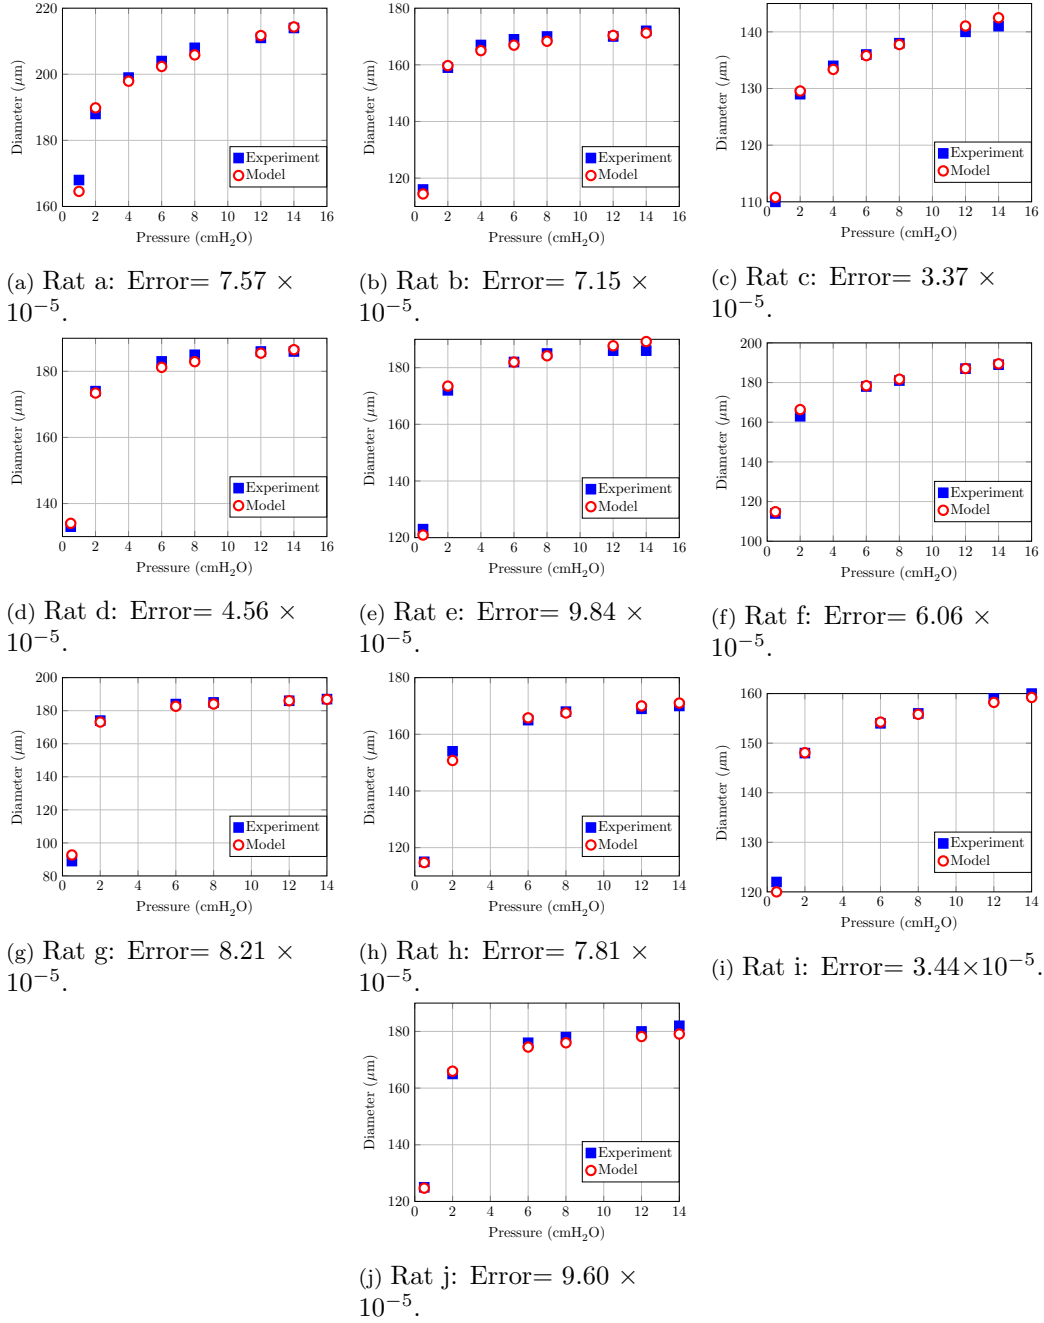 220
200
180
160
0 2 4 6 8 10 12 14 16
Diameter (μm)
Pressure (cmH₂O)
Experiment
Model
(a) Rat a: Error= 7.57 ×
10⁻⁵.
180
160
140
120
0 2 4 6 8 10 12 14 16
Diameter (μm)
Pressure (cmH₂O)
Experiment
Model
(b) Rat b: Error= 7.15 ×
10⁻⁵.
140
130
120
110
0 2 4 6 8 10 12 14 16
Diameter (μm)
Pressure (cmH₂O)
Experiment
Model
(c) Rat c: Error= 3.37 ×
10⁻⁵.
180
160
140
0 2 4 6 8 10 12 14 16
Diameter (μm)
Pressure (cmH₂O)
Experiment
Model
(d) Rat d: Error= 4.56 ×
10⁻⁵.
180
160
140
120
0 2 4 6 8 10 12 14 16
Diameter (μm)
Pressure (cmH₂O)
Experiment
Model
(e) Rat e: Error= 9.84 ×
10⁻⁵.
200
180
160
140
120
100
0 2 4 6 8 10 12 14 16
Diameter (μm)
Pressure (cmH₂O)
Experiment
Model
(f) Rat f: Error= 6.06 ×
10⁻⁵.
200
180
160
140
120
100
80
0 2 4 6 8 10 12 14
Diameter (μm)
Pressure (cmH₂O)
Experiment
Model
(g) Rat g: Error= 8.21 ×
10⁻⁵.
180
160
140
120
0 2 4 6 8 10 12 14
Diameter (μm)
Pressure (cmH₂O)
Experiment
Model
(h) Rat h: Error= 7.81 ×
10⁻⁵.
160
150
140
130
120
0 2 4 6 8 10 12 14
Diameter (μm)
Pressure (cmH₂O)
Experiment
Model
(i) Rat i: Error= 3.44×10⁻⁵.
180
160
140
120
0 2 4 6 8 10 12 14
Diameter (μm)
Pressure (cmH₂O)
Experiment
Model
(j) Rat j: Error= 9.60 ×
10⁻⁵.